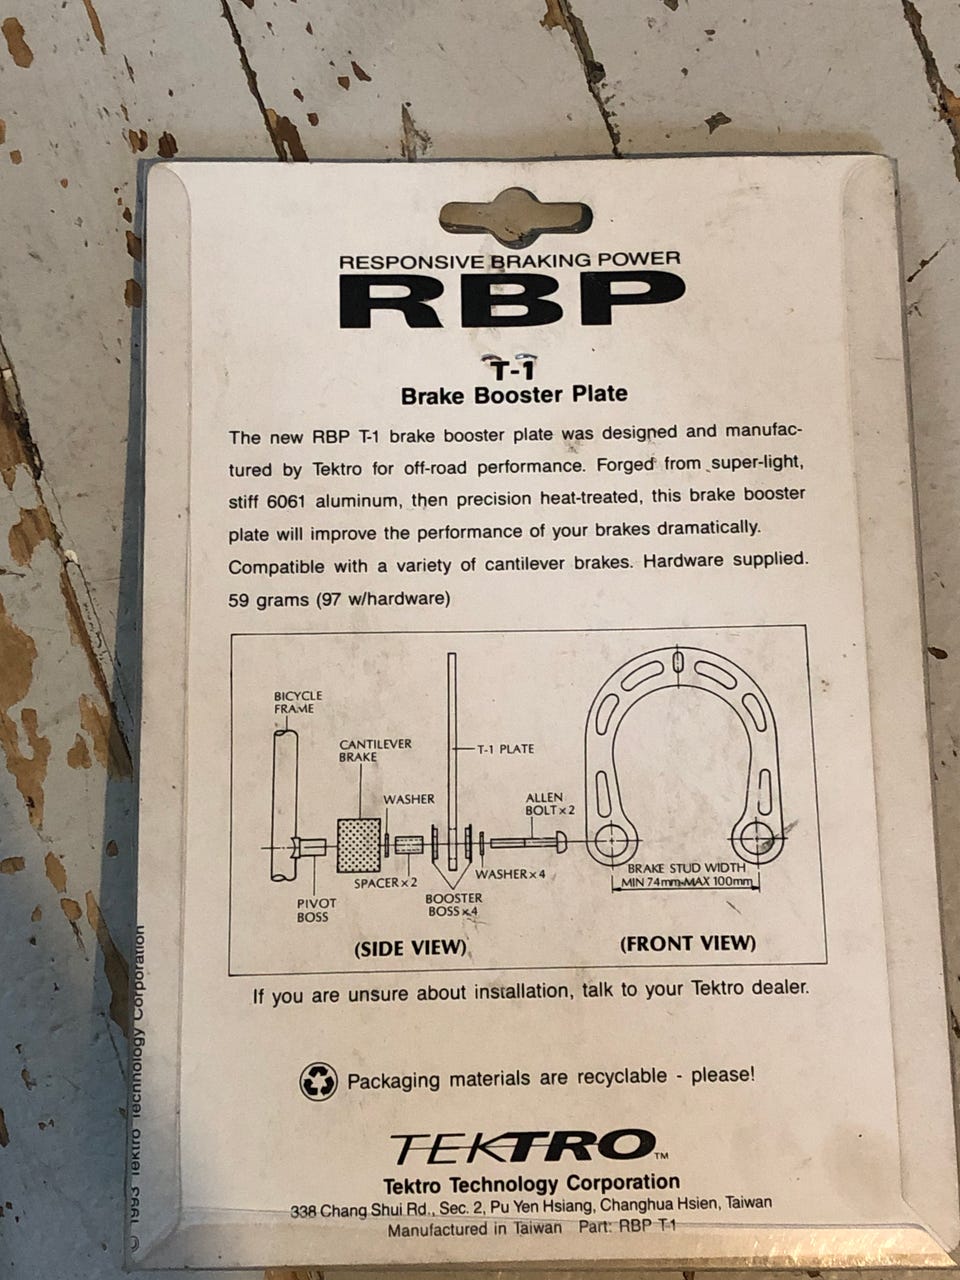 RESPONSIVE BRAKING POWER
RBP
T-1
Brake Booster Plate
The new RBP T-1 brake booster plate was designed and manufac-
tured by Tektro for off-road performance. Forged from super-light,
stiff 6061 aluminum, then precision heat-treated, this brake booster
plate will improve the performance of your brakes dramatically.
Compatible with a variety of cantilever brakes. Hardware supplied.
59 grams (97 w/hardware)
BICYCLE
FRAME
CANTILEVER
BRAKE
WASHER
T-1 PLATE
ALLEN
BOLT x 2
SPACER x 2
WASHER x 4
PIVOT
BOSS
BOOSTER
BOSS x 4
(SIDE VIEW)
BRAKE STUD WIDTH
MIN 74mm-MAX 100mm
(FRONT VIEW)
If you are unsure about installation, talk to your Tektro dealer.
Packaging materials are recyclable - please!
TEKTRO™
Tektro Technology Corporation
338 Chang Shui Rd., Sec. 2, Pu Yen Hsiang, Changhua Hsien, Taiwan
Manufactured in Taiwan Part: RBP T-1
© 1993 Tektro Technology Corporation